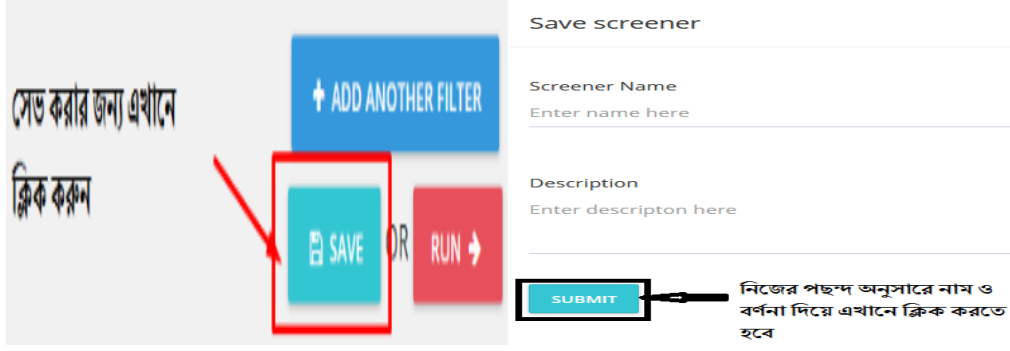 সেভ করার জন্য এখানে
ক্লিক করুন
+ ADD ANOTHER FILTER
SAVE OR RUN →
Save screener
Screener Name
Enter name here
Description
Enter descripton here
SUBMIT
নিজের পছন্দ অনুসারে নাম ও
বর্ণনা দিয়ে এখানে ক্লিক করতে
হবে